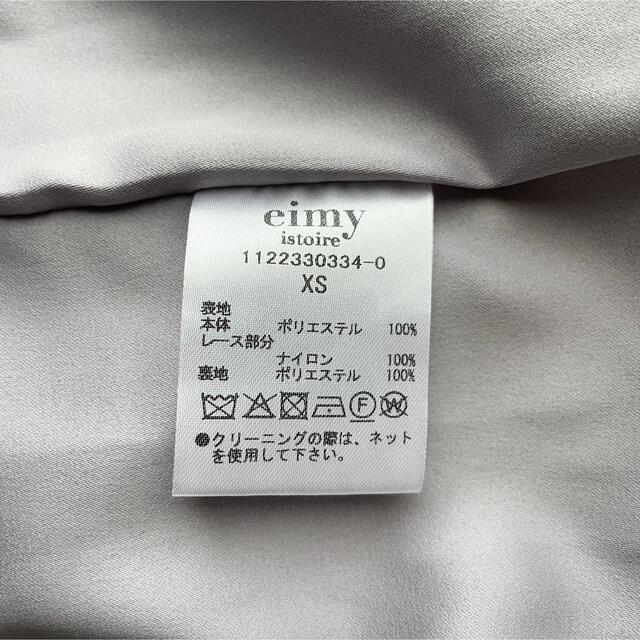 eimy
istoire
1122330334-0
XS
表地
本体 ポリエステル 100%
レース部分
ナイロン 100%
裏地 ポリエステル 100%
F W
●クリーニングの際は、ネット
を使用して下さい。